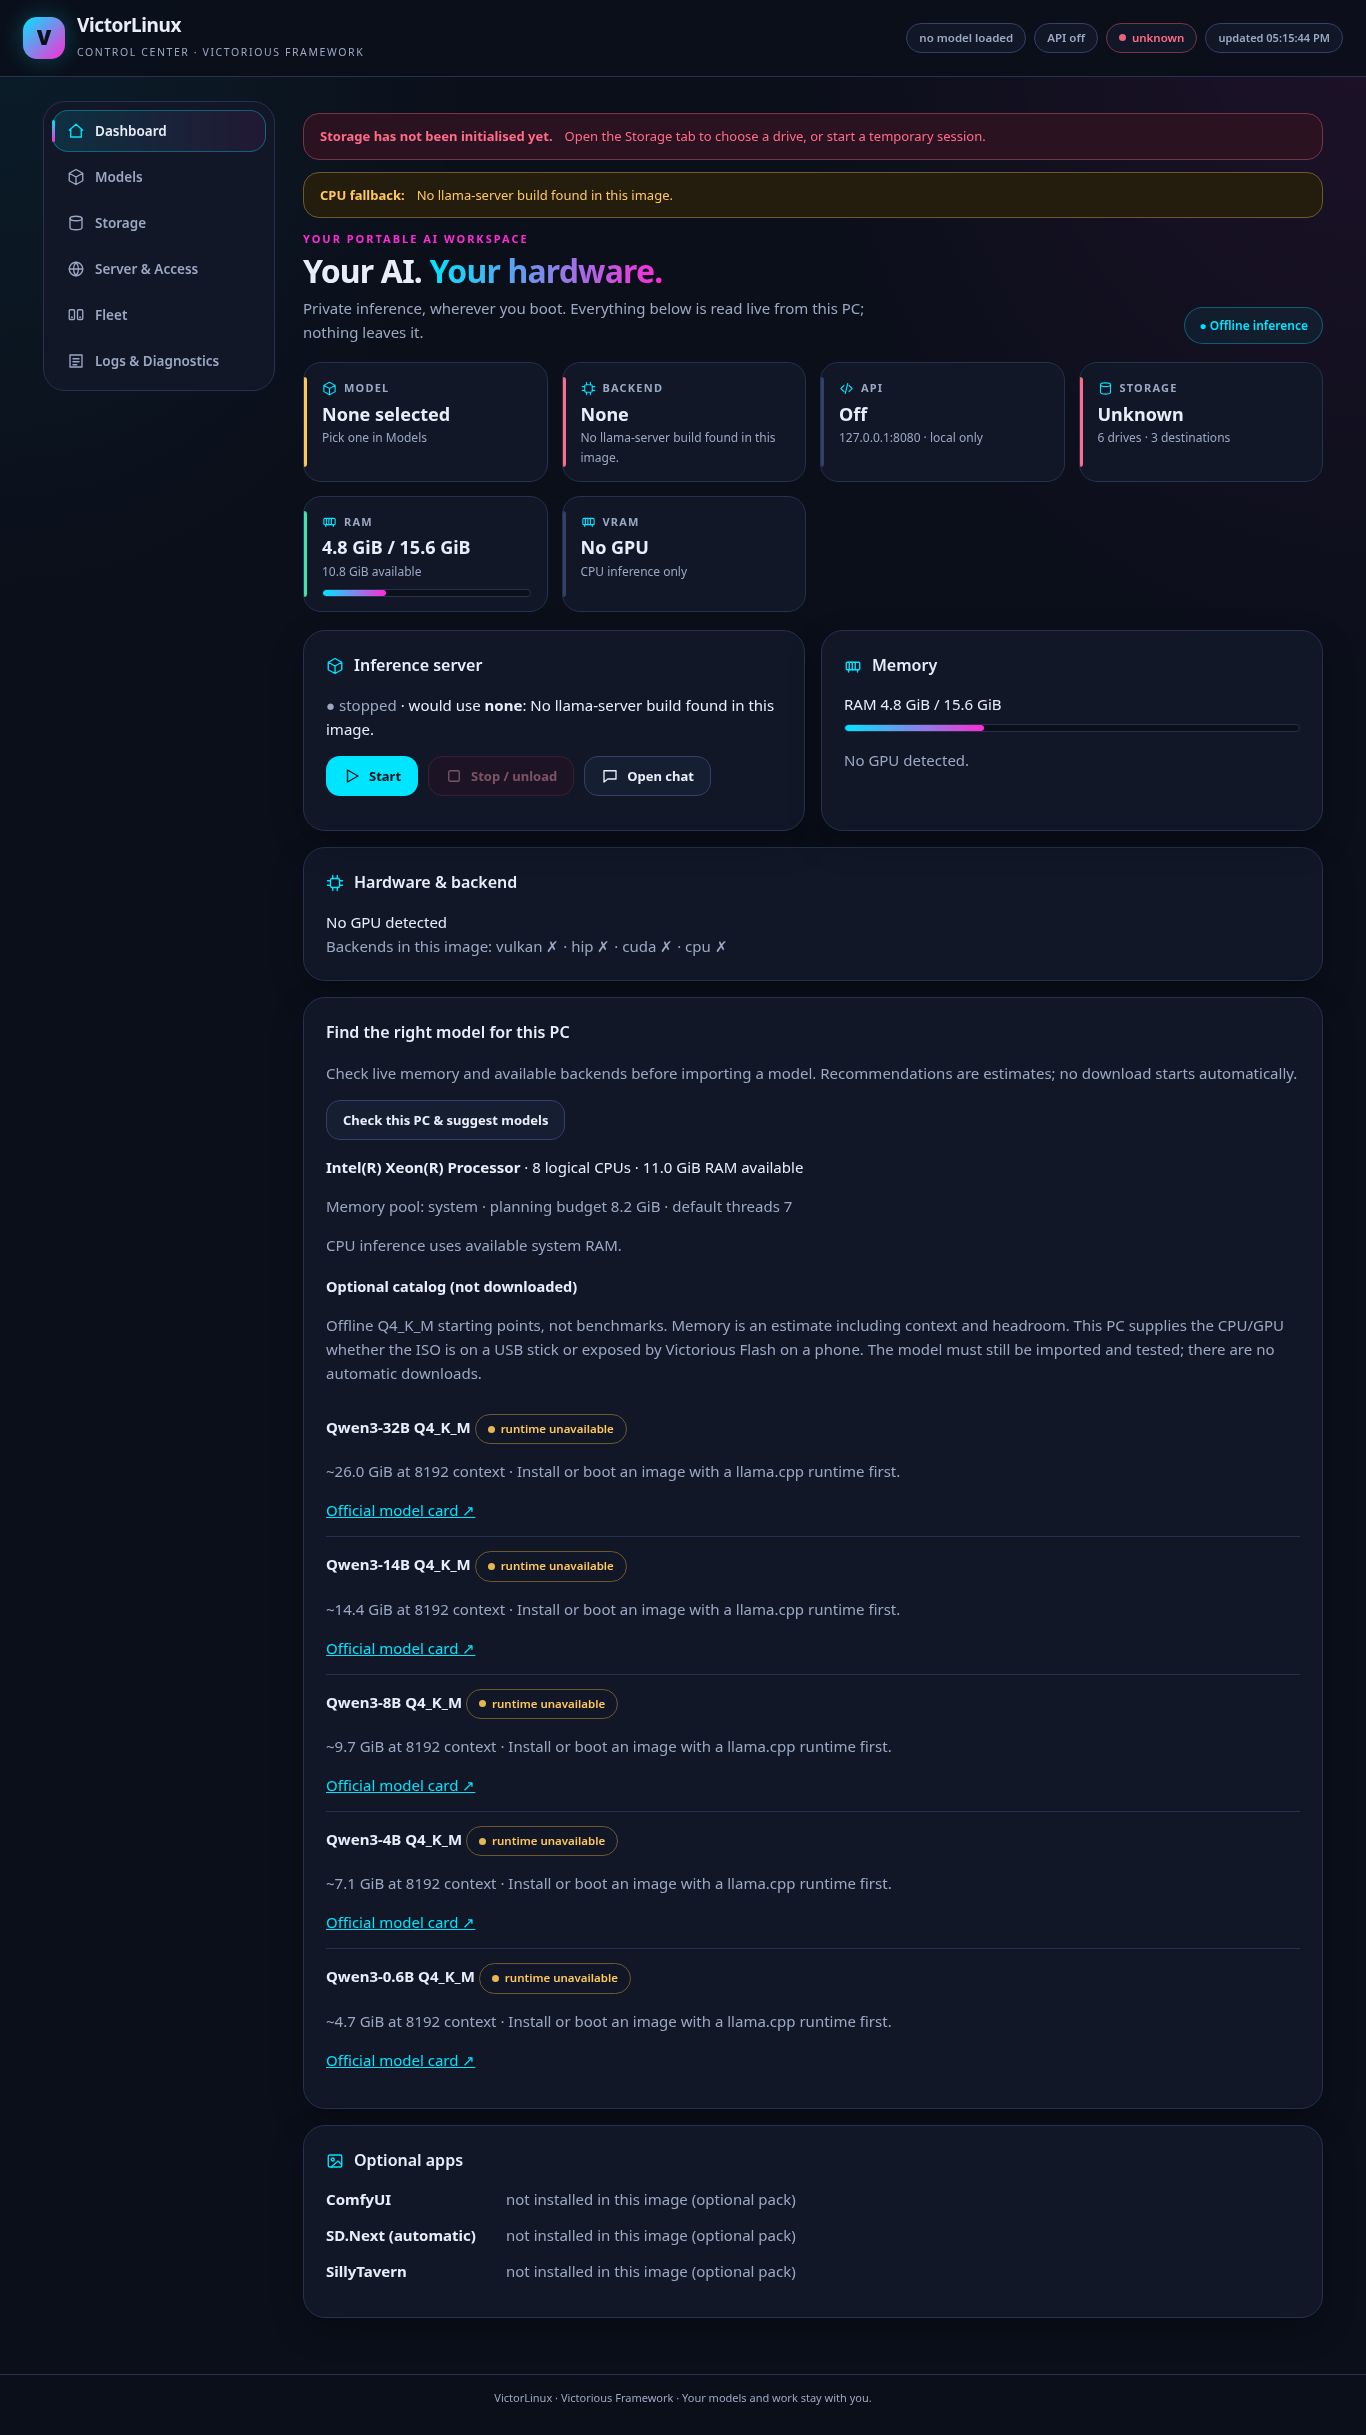 V
VictorLinux
CONTROL CENTER · VICTORIOUS FRAMEWORK
no model loaded
API off
● unknown
updated 05:15:44 PM
Dashboard
Models
Storage
Server & Access
Fleet
Logs & Diagnostics
Storage has not been initialised yet. Open the Storage tab to choose a drive, or start a temporary session.
CPU fallback: No llama-server build found in this image.
YOUR PORTABLE AI WORKSPACE
Your AI. Your hardware.
Private inference, wherever you boot. Everything below is read live from this PC;
nothing leaves it.
● Offline inference
MODEL
None selected
Pick one in Models
BACKEND
None
No llama-server build found in this
image.
API
Off
127.0.0.1:8080 · local only
STORAGE
Unknown
6 drives · 3 destinations
RAM
4.8 GiB / 15.6 GiB
10.8 GiB available
VRAM
No GPU
CPU inference only
Inference server
● stopped · would use none: No llama-server build found in this
image.
Start
Stop / unload
Open chat
Memory
RAM 4.8 GiB / 15.6 GiB
No GPU detected.
Hardware & backend
No GPU detected
Backends in this image: vulkan ✗ · hip ✗ · cuda ✗ · cpu ✗
Find the right model for this PC
Check live memory and available backends before importing a model. Recommendations are estimates; no download starts automatically.
Check this PC & suggest models
Intel(R) Xeon(R) Processor · 8 logical CPUs · 11.0 GiB RAM available
Memory pool: system · planning budget 8.2 GiB · default threads 7
CPU inference uses available system RAM.
Optional catalog (not downloaded)
Offline Q4_K_M starting points, not benchmarks. Memory is an estimate including context and headroom. This PC supplies the CPU/GPU
whether the ISO is on a USB stick or exposed by Victorious Flash on a phone. The model must still be imported and tested; there are no
automatic downloads.
Qwen3-32B Q4_K_M ● runtime unavailable
~26.0 GiB at 8192 context · Install or boot an image with a llama.cpp runtime first.
Official model card ↗
Qwen3-14B Q4_K_M ● runtime unavailable
~14.4 GiB at 8192 context · Install or boot an image with a llama.cpp runtime first.
Official model card ↗
Qwen3-8B Q4_K_M ● runtime unavailable
~9.7 GiB at 8192 context · Install or boot an image with a llama.cpp runtime first.
Official model card ↗
Qwen3-4B Q4_K_M ● runtime unavailable
~7.1 GiB at 8192 context · Install or boot an image with a llama.cpp runtime first.
Official model card ↗
Qwen3-0.6B Q4_K_M ● runtime unavailable
~4.7 GiB at 8192 context · Install or boot an image with a llama.cpp runtime first.
Official model card ↗
Optional apps
ComfyUI not installed in this image (optional pack)
SD.Next (automatic) not installed in this image (optional pack)
SillyTavern not installed in this image (optional pack)
VictorLinux · Victorious Framework · Your models and work stay with you.